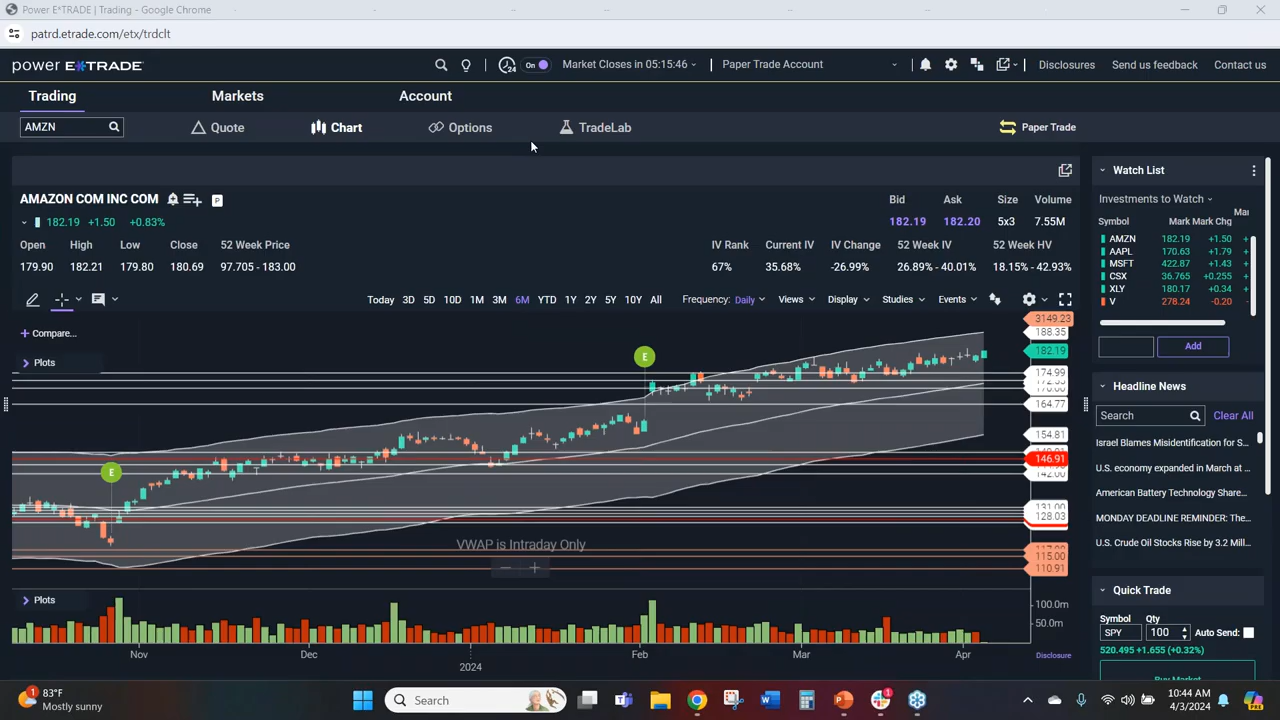 Power E*TRADE | Trading - Google Chrome
patrd.etrade.com/etx/trdclt
power E*TRADE
24
On
Market Closes in 05:15:46
Paper Trade Account
Disclosures
Send us feedback
Contact us
Trading
Markets
Account
AMZN
Quote
Chart
Options
TradeLab
Paper Trade
AMAZON COM INC COM
P
182.19 +1.50 +0.83%
Bid Ask Size Volume
182.19 182.20 5x3 7.55M
Open High Low Close 52 Week Price
179.90 182.21 179.80 180.69 97.705 - 183.00
IV Rank Current IV IV Change 52 Week IV 52 Week HV
67% 35.68% -26.99% 26.89% - 40.01% 18.15% - 42.93%
Today 3D 5D 10D 1M 3M 6M YTD 1Y 2Y 5Y 10Y All
Frequency: Daily Views Display Studies Events
Compare...
Plots
E
E
3149.23
188.35
182.19
174.99
164.77
154.81
146.91
142.00
131.00
128.03
115.00
110.91
VWAP is Intraday Only
Plots
100.0m
50.0m
Nov Dec Feb Mar Apr
2024
Disclosure
Watch List
Investments to Watch
Symbol Mark Mark Chg
AMZN 182.19 +1.50 +
AAPL 170.63 +1.79 +
MSFT 422.87 +1.43 +
CSX 36.765 +0.255 +
XLY 180.17 +0.34 +
V 278.24 -0.20 -
Add
Headline News
Search
Clear All
Israel Blames Misidentification for S...
U.S. economy expanded in March at ...
American Battery Technology Share...
MONDAY DEADLINE REMINDER: The...
U.S. Crude Oil Stocks Rise by 3.2 Mill...
Quick Trade
Symbol Qty
SPY 100 Auto Send:
520.495 +1.655 (+0.32%)
Buy Market
1
83°F
Mostly sunny
Search
1
10:44 AM
4/3/2024